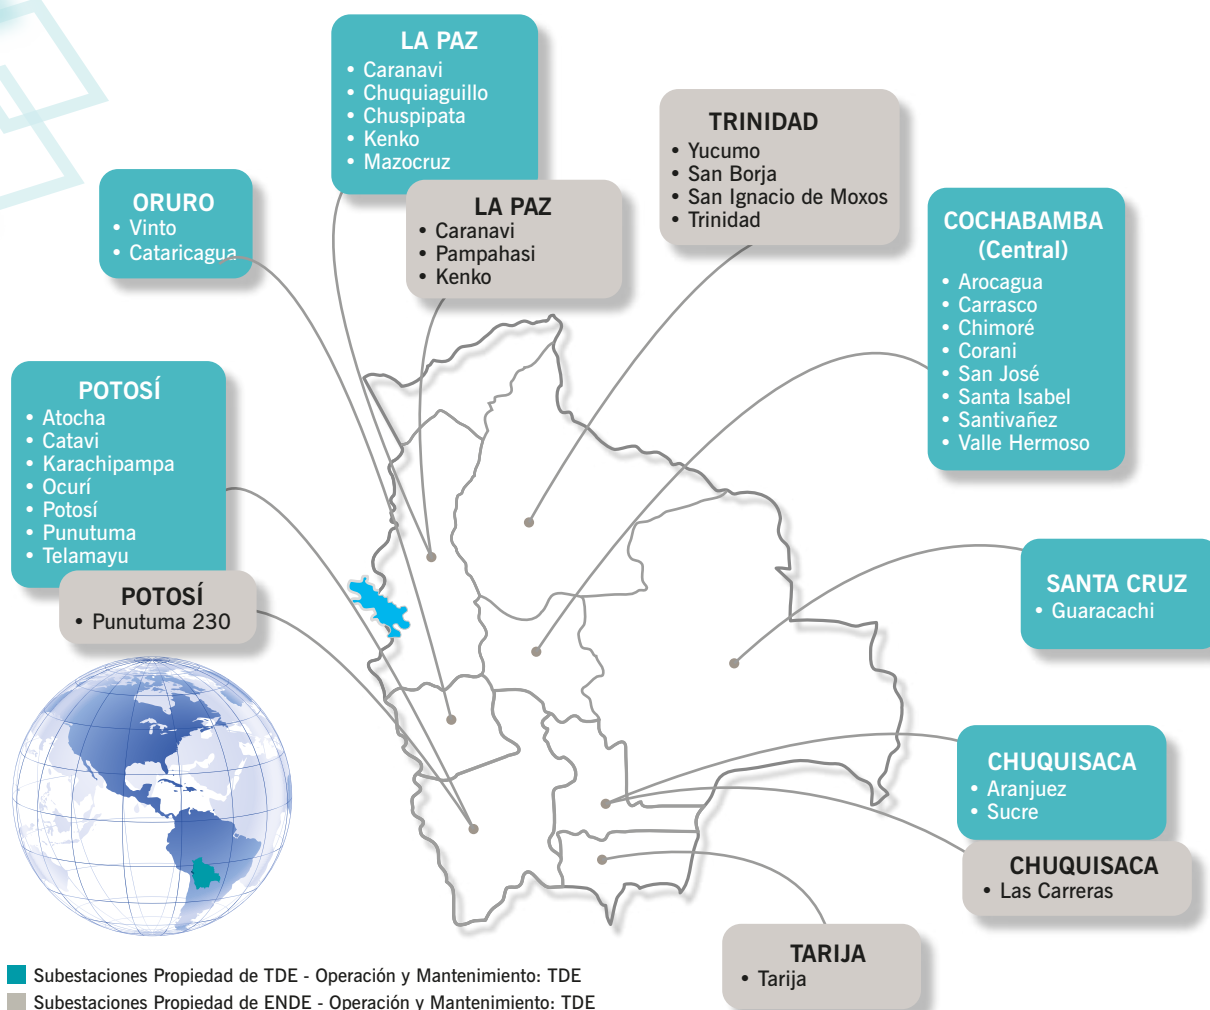 LA PAZ
• Caranavi
• Chuquiaguillo
• Chuspipata
• Kenko
• Mazocruz
TRINIDAD
• Yucumo
• San Borja
• San Ignacio de Moxos
• Trinidad
ORURO
• Vinto
• Cataricagua
LA PAZ
• Caranavi
• Pampahasi
• Kenko
COCHABAMBA
(Central)
• Arocagua
• Carrasco
• Chimoré
• Corani
• San José
• Santa Isabel
• Santivañez
• Valle Hermoso
POTOSÍ
• Atocha
• Catavi
• Karachipampa
• Ocurí
• Potosí
• Punutuma
• Telamayu
POTOSÍ
• Punutuma 230
SANTA CRUZ
• Guaracachi
CHUQUISACA
• Aranjuez
• Sucre
CHUQUISACA
• Las Carreras
TARIJA
• Tarija
Subestaciones Propiedad de TDE - Operación y Mantenimiento: TDE
Subestaciones Propiedad de ENDE - Operación y Mantenimiento: TDE